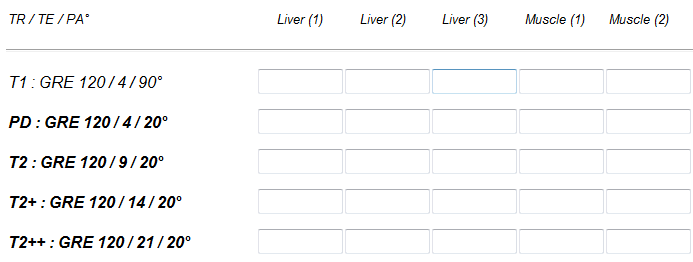 TR / TE / PA° Liver (1) Liver (2) Liver (3) Muscle (1) Muscle (2)
T1 : GRE 120 / 4 / 90°
PD : GRE 120 / 4 / 20°
T2 : GRE 120 / 9 / 20°
T2+ : GRE 120 / 14 / 20°
T2++ : GRE 120 / 21 / 20°